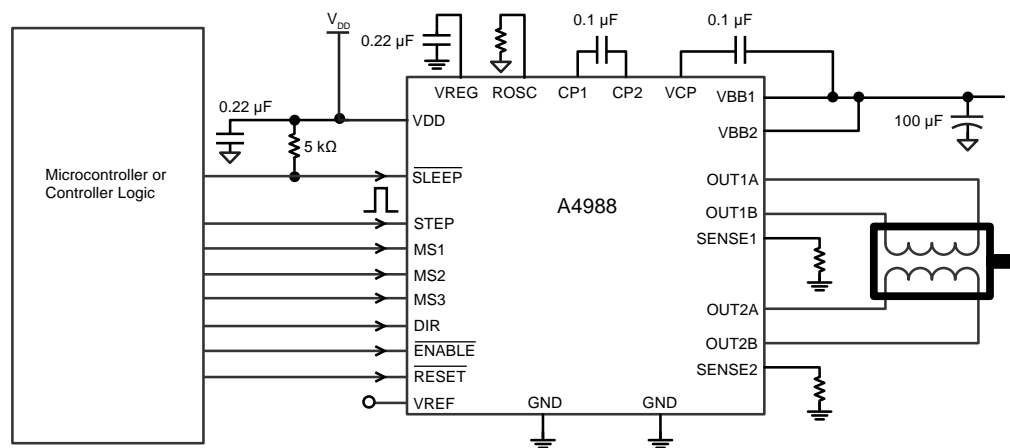 V_DD
0.22 µF
0.1 µF
0.1 µF
VREG
ROSC
CP1
CP2
VCP
VBB1
0.22 µF
VDD
VBB2
100 µF
5 kΩ
Microcontroller or
Controller Logic
SLEEP
OUT1A
A4988
OUT1B
STEP
SENSE1
MS1
MS2
MS3
OUT2A
DIR
OUT2B
ENABLE
SENSE2
RESET
VREF
GND
GND